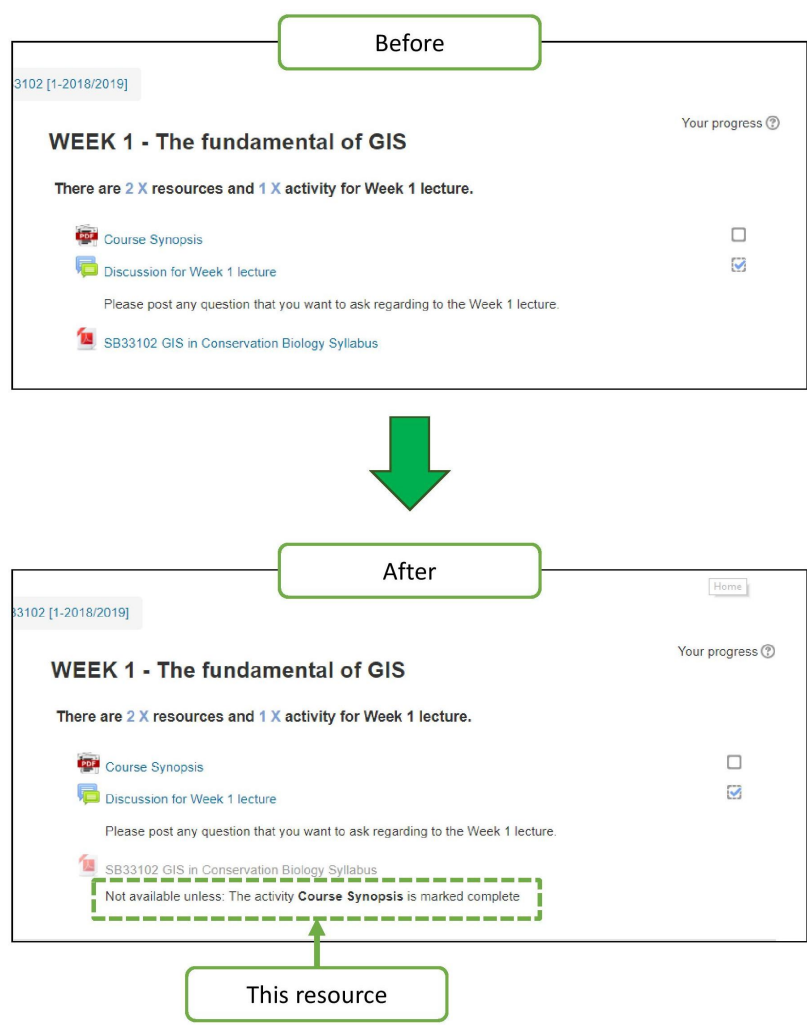 Before
3102 [1-2018/2019]
Your progress
WEEK 1 - The fundamental of GIS
There are 2 X resources and 1 X activity for Week 1 lecture.
PDF
Course Synopsis
Discussion for Week 1 lecture
Please post any question that you want to ask regarding to the Week 1 lecture.
SB33102 GIS in Conservation Biology Syllabus
After
Home
33102 [1-2018/2019]
Your progress
WEEK 1 - The fundamental of GIS
There are 2 X resources and 1 X activity for Week 1 lecture.
PDF
Course Synopsis
Discussion for Week 1 lecture
Please post any question that you want to ask regarding to the Week 1 lecture.
SB33102 GIS in Conservation Biology Syllabus
Not available unless: The activity Course Synopsis is marked complete
This resource